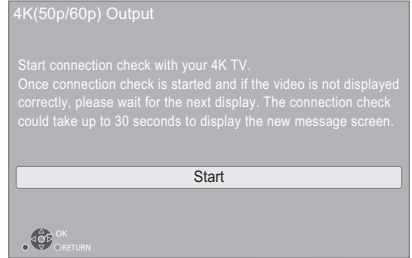 4K(50p/60p) Output
Start connection check with your 4K TV.
Once connection check is started and if the video is not displayed
correctly, please wait for the next display. The connection check
could take up to 30 seconds to display the new message screen.
Start
OK
RETURN